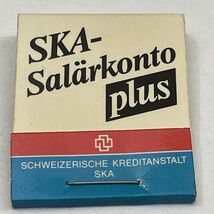 SKA-
Salärkonto
plus
SCHWEIZERISCHE KREDITANSTALT
SKA